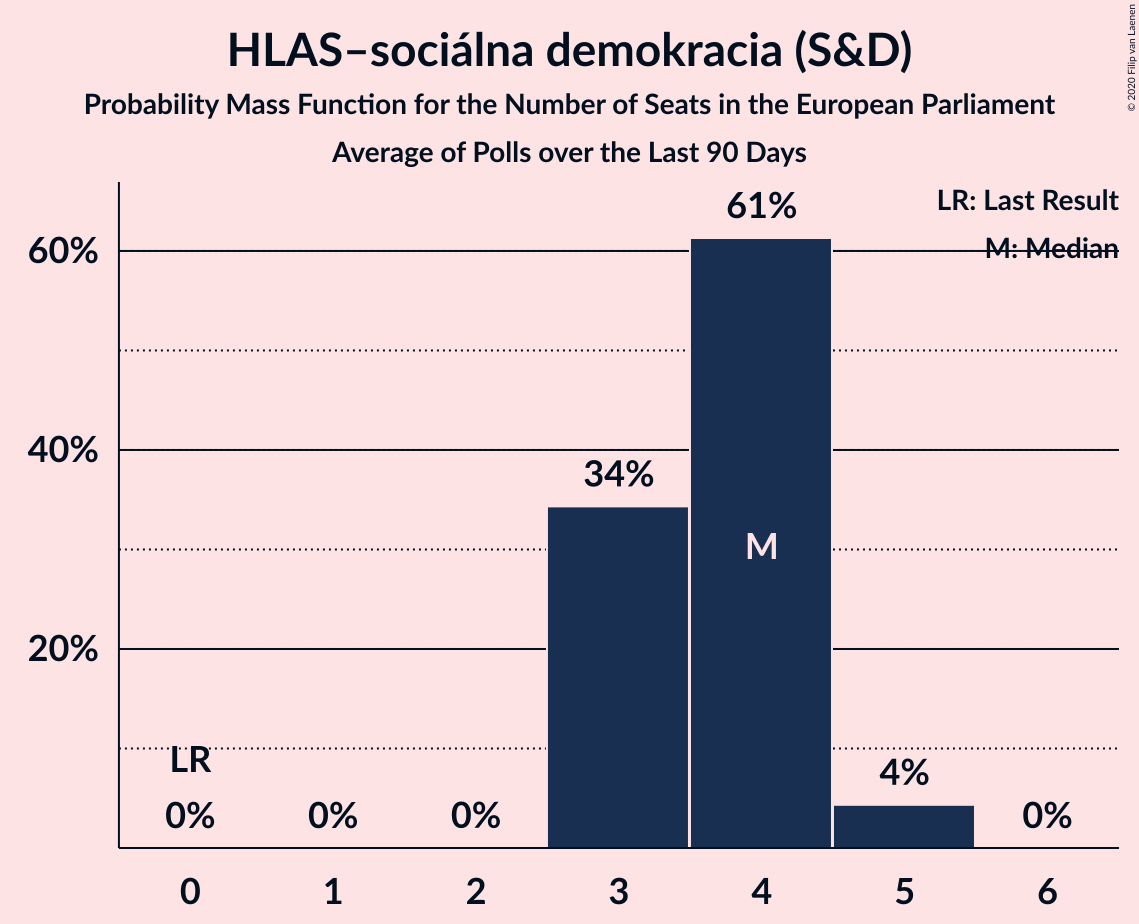 HLAS–sociálna demokracia (S&D)
Probability Mass Function for the Number of Seats in the European Parliament
Average of Polls over the Last 90 Days
© 2020 Filip van Laenen
LR: Last Result
M: Median
61%
60%
40%
34%
M
20%
LR
4%
0%
0%
0%
0%
0
1
2
3
4
5
6